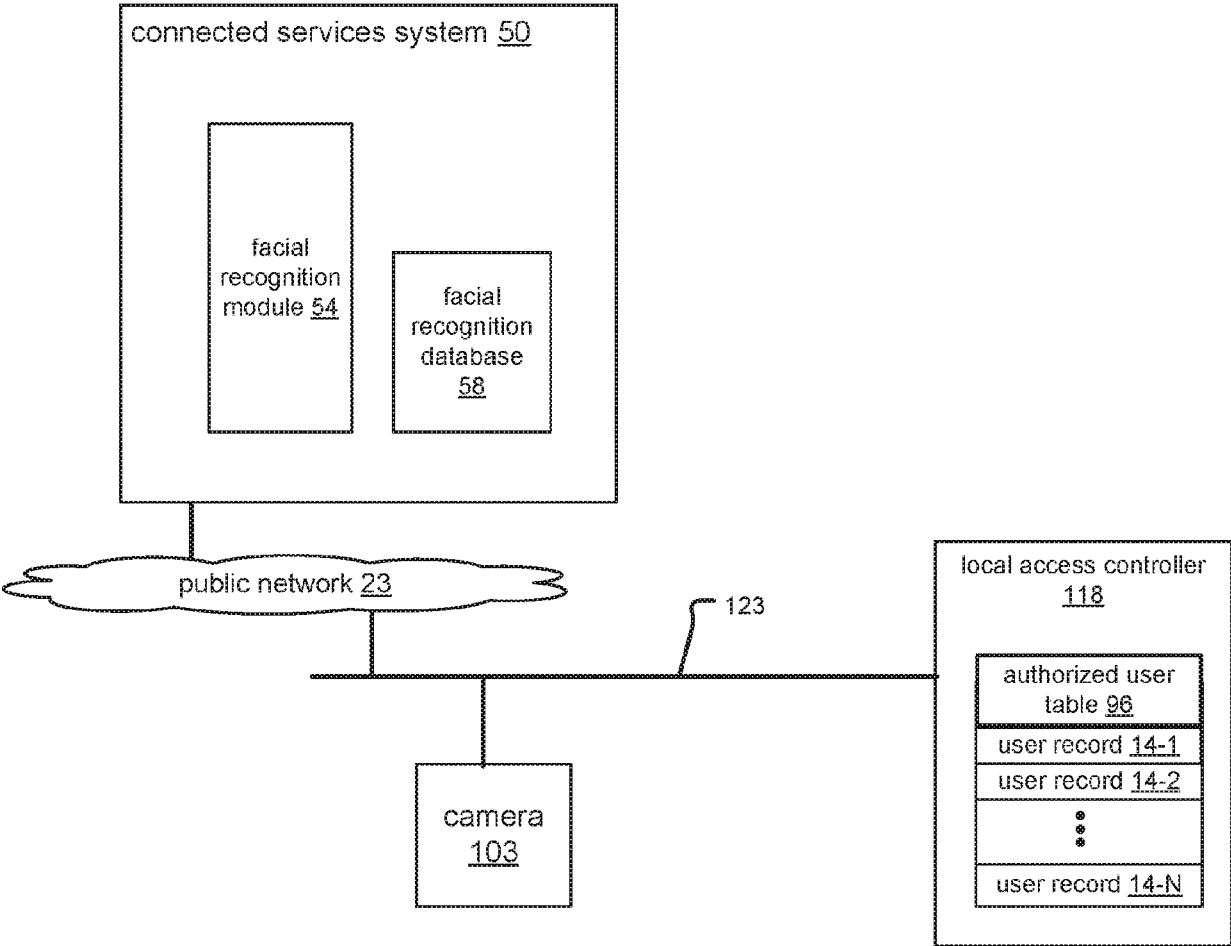 connected services system 50
facial
recognition
module 54
facial
recognition
database
58
public network 23
123
local access controller
118
authorized user
table 96
user record 14-1
user record 14-2
user record 14-N
camera
103